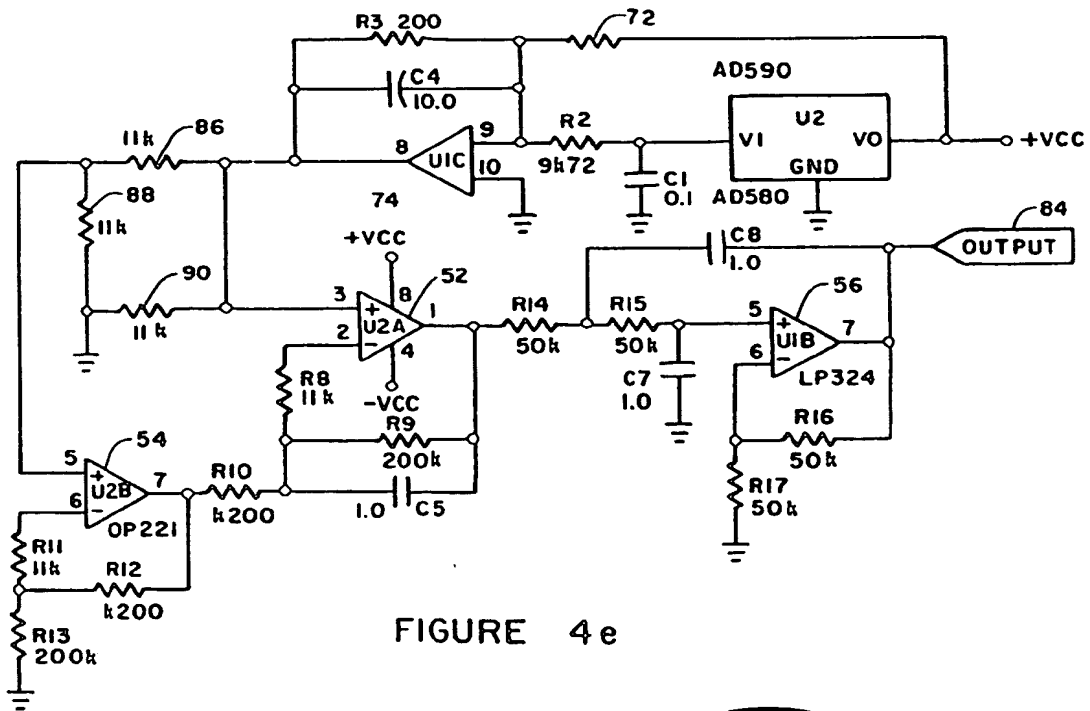 R3 200
72
C4
10.0
AD590
U2
VI
VO
GND
+VCC
AD580
R2
9k72
C1
0.1
9
10
8
U1C
74
11k
86
88
11k
90
11k
+VCC
8
3
+
2
-
U2A
1
52
4
-VCC
R8
11k
R9
200k
1.0
C5
R14
50k
R15
50k
C7
1.0
C8
1.0
84
OUTPUT
56
5
+
6
-
U1B
7
LP324
R16
50k
R17
50k
54
5
+
6
-
U2B
7
OP221
R10
k200
R11
11k
R12
k200
R13
200k
FIGURE 4e